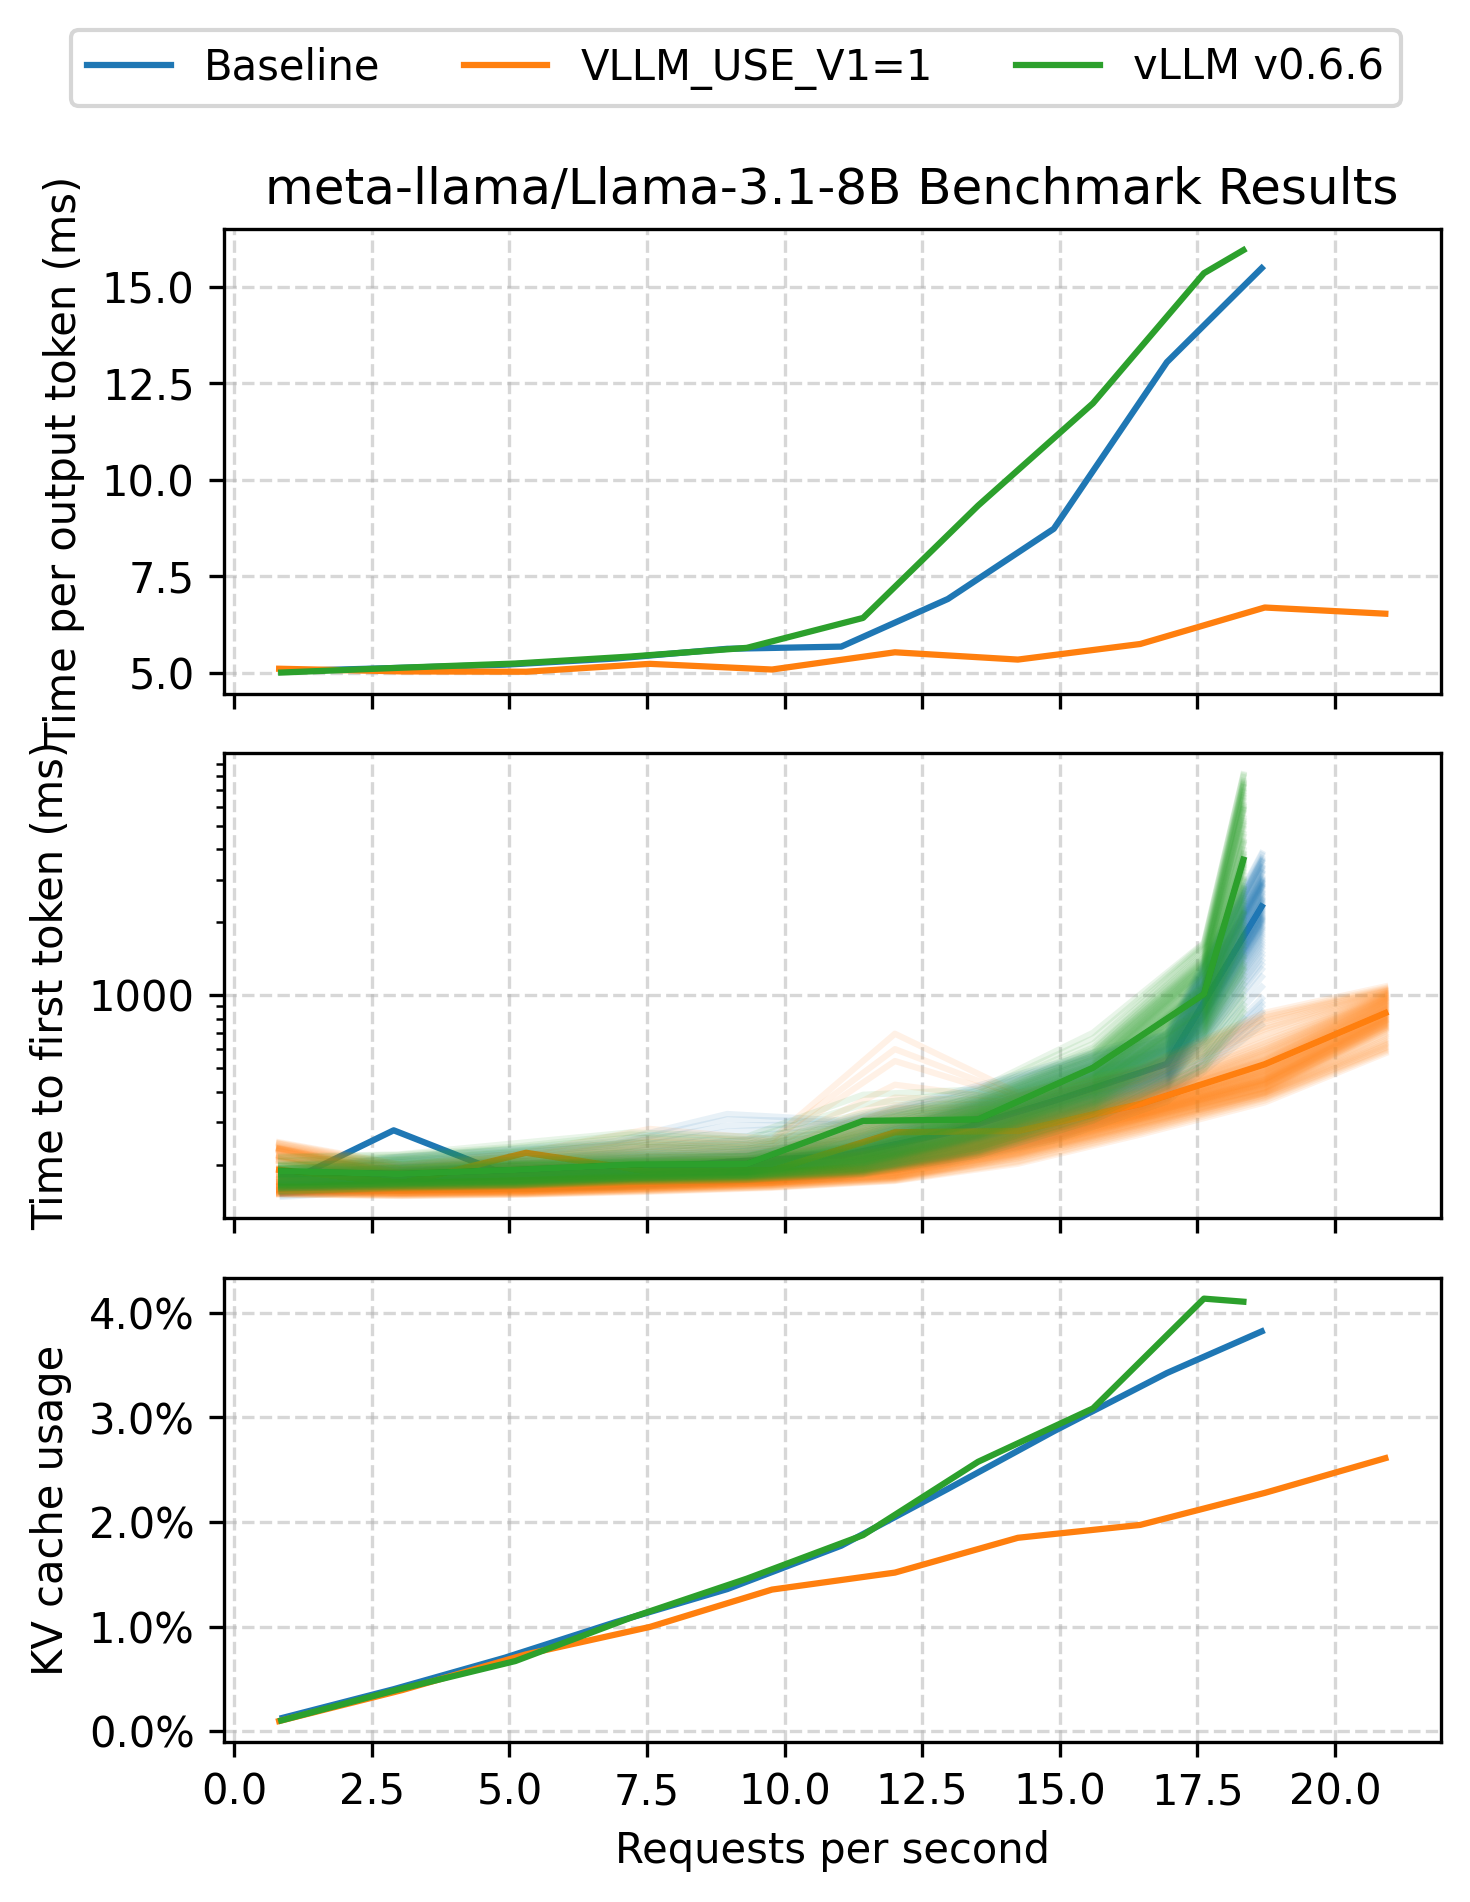 Baseline VLLM_USE_V1=1 vLLM v0.6.6
meta-llama/Llama-3.1-8B Benchmark Results
Time per output token (ms)
15.0
12.5
10.0
7.5
5.0
Time to first token (ms)
1000
KV cache usage
4.0%
3.0%
2.0%
1.0%
0.0%
0.0 2.5 5.0 7.5 10.0 12.5 15.0 17.5 20.0
Requests per second